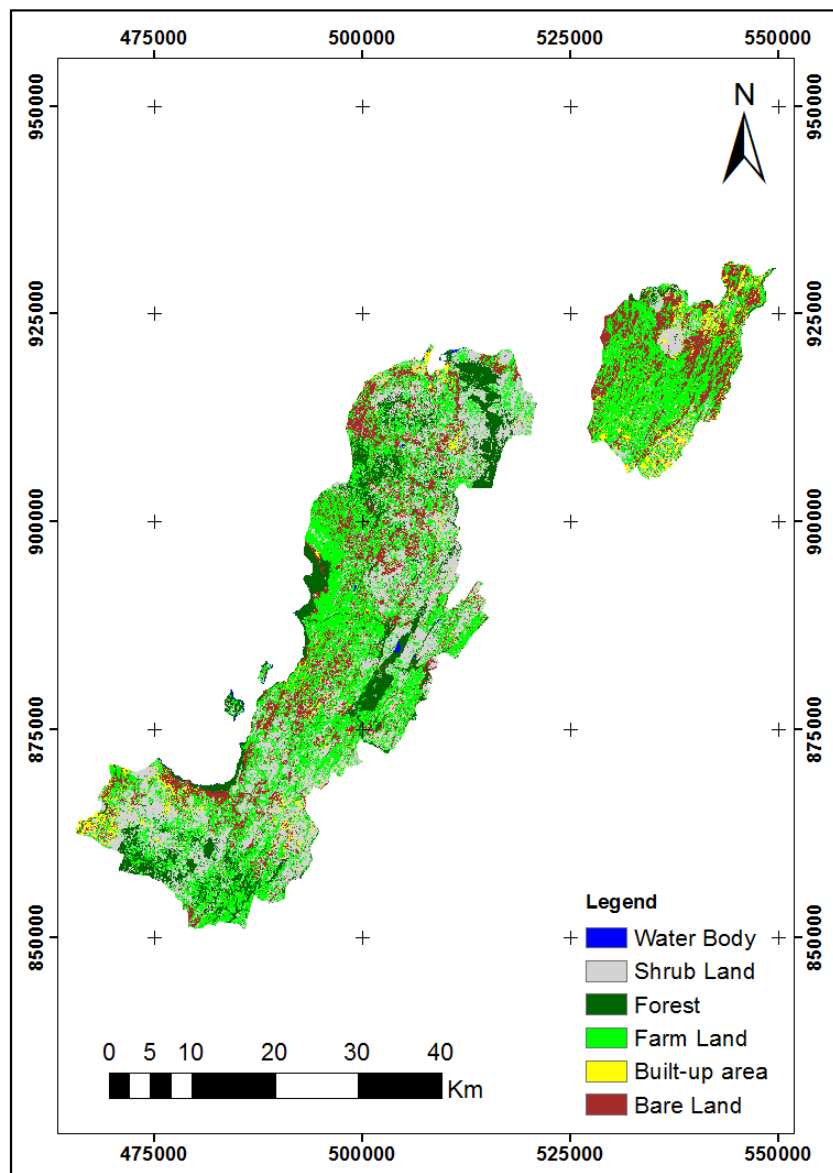 475000 500000 525000 550000
N
950000 950000
925000 925000
900000 900000
875000 875000
850000 850000
Legend
Water Body
Shrub Land
Forest
Farm Land
Built-up area
Bare Land
0 5 10 20 30 40
Km
475000 500000 525000 550000